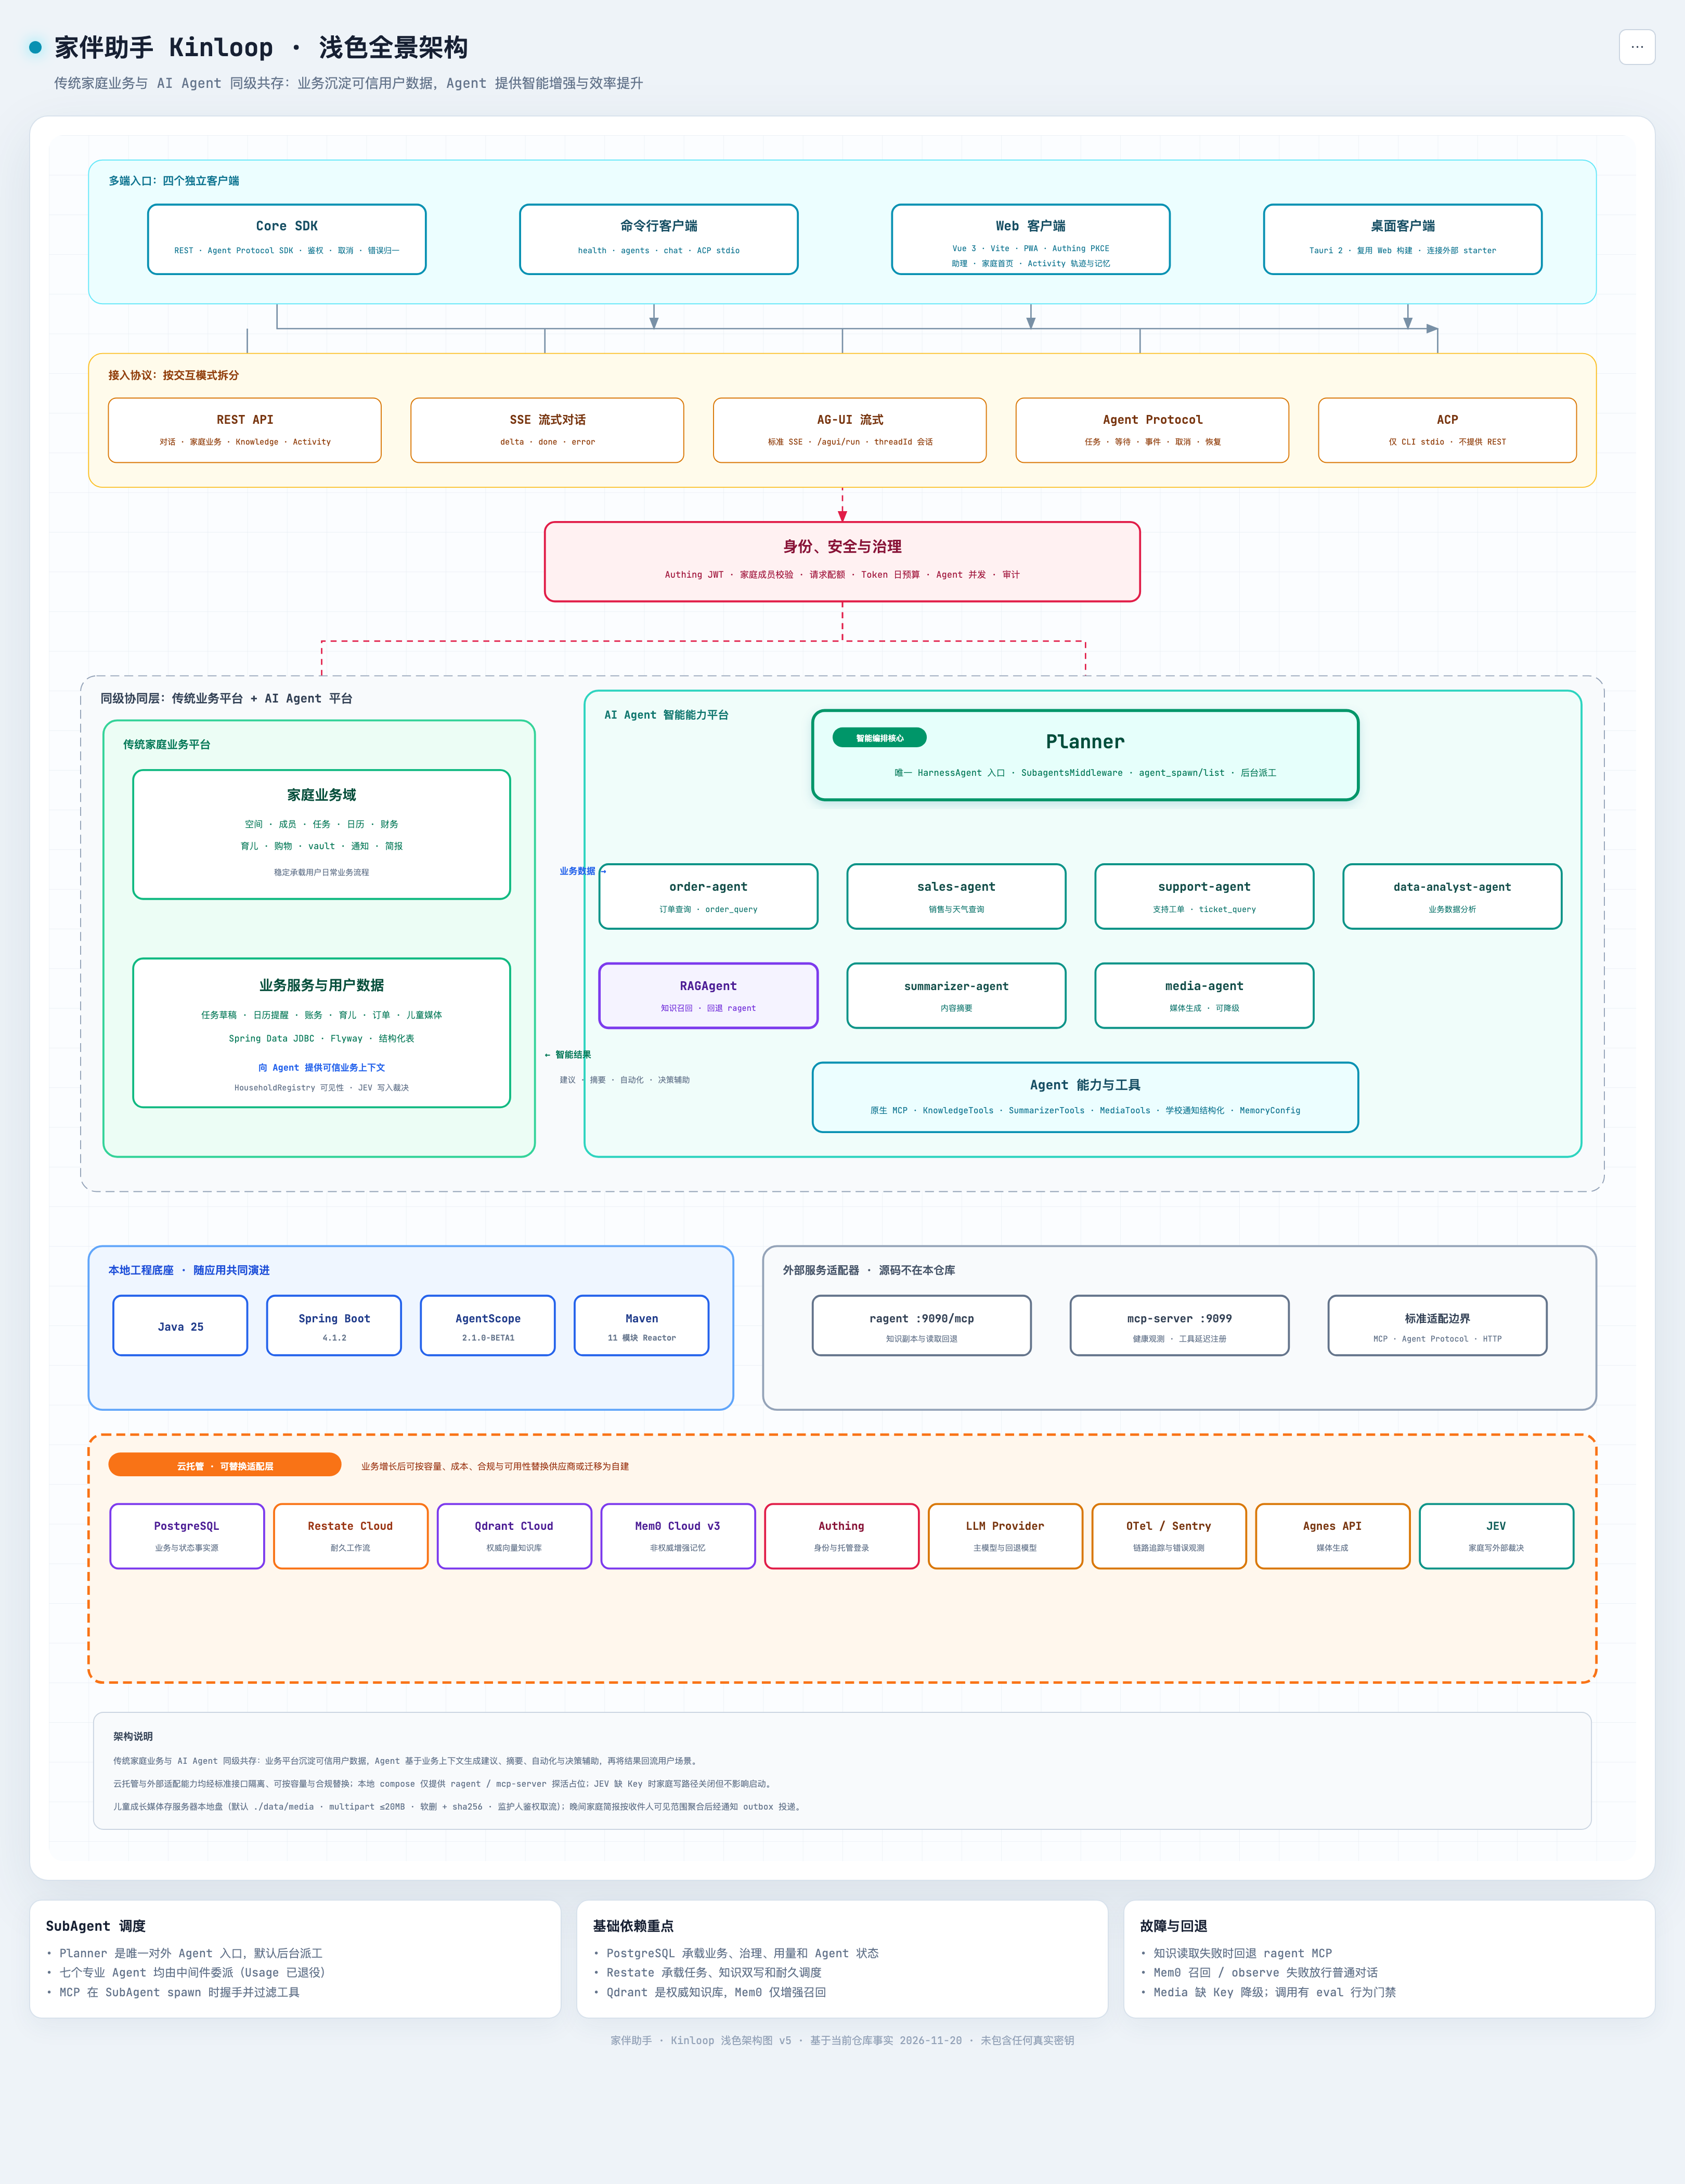 家伴助手 Kinloop · 浅色全景架构
...
传统家庭业务与 AI Agent 同级共存：业务沉淀可信用户数据，Agent 提供智能增强与效率提升
多端入口：四个独立客户端
Core SDK
REST · Agent Protocol SDK · 鉴权 · 取消 · 错误归一
命令行客户端
health · agents · chat · ACP stdio
Web 客户端
Vue 3 · Vite · PWA · Authing PKCE
助理 · 家庭首页 · Activity 轨迹与记忆
桌面客户端
Tauri 2 · 复用 Web 构建 · 连接外部 starter
接入协议：按交互模式拆分
REST API
对话 · 家庭业务 · Knowledge · Activity
SSE 流式对话
delta · done · error
AG-UI 流式
标准 SSE · /agui/run · threadId 会话
Agent Protocol
任务 · 等待 · 事件 · 取消 · 恢复
ACP
仅 CLI stdio · 不提供 REST
身份、安全与治理
Authing JWT · 家庭成员校验 · 请求配额 · Token 日预算 · Agent 并发 · 审计
同级协同层：传统业务平台 + AI Agent 平台
传统家庭业务平台
家庭业务域
空间 · 成员 · 任务 · 日历 · 财务
育儿 · 购物 · vault · 通知 · 简报
稳定承载用户日常业务流程
业务服务与用户数据
任务草稿 · 日历提醒 · 账务 · 育儿 · 订单 · 儿童媒体
Spring Data JDBC · Flyway · 结构化表
向 Agent 提供可信业务上下文
HouseholdRegistry 可见性 · JEV 写入裁决
业务数据 →
← 智能结果
建议 · 摘要 · 自动化 · 决策辅助
AI Agent 智能能力平台
智能编排核心
Planner
唯一 HarnessAgent 入口 · SubagentsMiddleware · agent_spawn/list · 后台派工
order-agent
订单查询 · order_query
sales-agent
销售与天气查询
support-agent
支持工单 · ticket_query
data-analyst-agent
业务数据分析
RAGAgent
知识召回 · 回退 ragent
summarizer-agent
内容摘要
media-agent
媒体生成 · 可降级
Agent 能力与工具
原生 MCP · KnowledgeTools · SummarizerTools · MediaTools · 学校通知结构化 · MemoryConfig
本地工程底座 · 随应用共同演进
Java 25
Spring Boot
4.1.2
AgentScope
2.1.0-BETA1
Maven
11 模块 Reactor
外部服务适配器 · 源码不在本仓库
ragent :9090/mcp
知识副本与读取回退
mcp-server :9099
健康观测 · 工具延迟注册
标准适配边界
MCP · Agent Protocol · HTTP
云托管 · 可替换适配层
业务增长后可按容量、成本、合规与可用性替换供应商或迁移为自建
PostgreSQL
业务与状态事实源
Restate Cloud
耐久工作流
Qdrant Cloud
权威向量知识库
Mem0 Cloud v3
非权威增强记忆
Authing
身份与托管登录
LLM Provider
主模型与回退模型
OTel / Sentry
链路追踪与错误观测
Agnes API
媒体生成
JEV
家庭写外部裁决
架构说明
传统家庭业务与 AI Agent 同级共存：业务平台沉淀可信用户数据，Agent 基于业务上下文生成建议、摘要、自动化与决策辅助，再将结果回流用户场景。
云托管与外部适配能力均经标准接口隔离、可按容量与合规替换；本地 compose 仅提供 ragent / mcp-server 探活占位；JEV 缺 Key 时家庭写路径关闭但不影响启动。
儿童成长媒体存服务器本地盘（默认 ./data/media · multipart ≤20MB · 软删 + sha256 · 监护人鉴权取流）；晚间家庭简报按收件人可见范围聚合后经通知 outbox 投递。
SubAgent 调度
• Planner 是唯一对外 Agent 入口，默认后台派工
• 七个专业 Agent 均由中间件委派（Usage 已退役）
• MCP 在 SubAgent spawn 时握手并过滤工具
基础依赖重点
• PostgreSQL 承载业务、治理、用量和 Agent 状态
• Restate 承载任务、知识双写和耐久调度
• Qdrant 是权威知识库，Mem0 仅增强召回
故障与回退
• 知识读取失败时回退 ragent MCP
• Mem0 召回 / observe 失败放行普通对话
• Media 缺 Key 降级；调用有 eval 行为门禁
家伴助手 · Kinloop 浅色架构图 v5 · 基于当前仓库事实 2026-11-20 · 未包含任何真实密钥